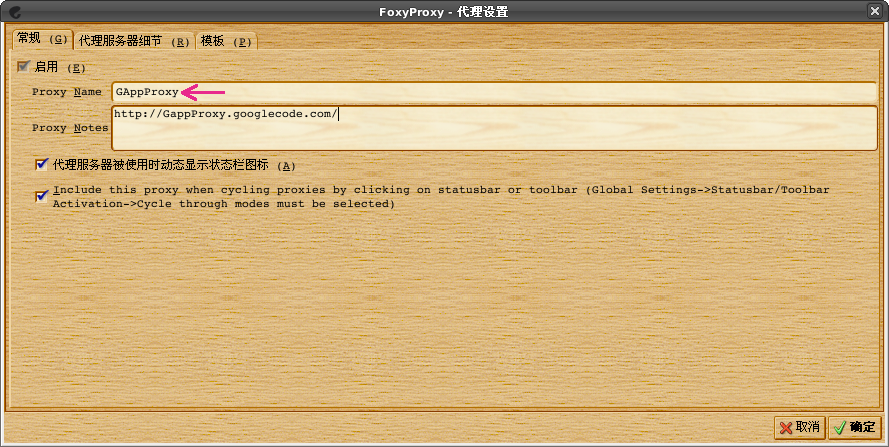 FoxyProxy - 代理设置
常规 (G) 代理服务器细节 (R) 模板 (P)
启用 (E)
Proxy Name GAppProxy
http://GappProxy.googlecode.com/
Proxy Notes
代理服务器被使用时动态显示状态栏图标 (A)
Include this proxy when cycling proxies by clicking on statusbar or toolbar (Global Settings->Statusbar/Toolbar
Activation->Cycle through modes must be selected)
取消 确定